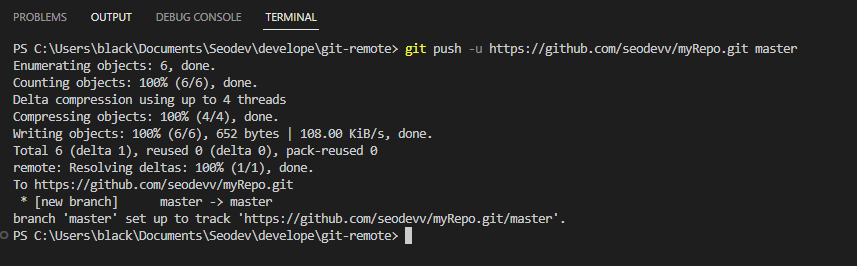 PROBLEMS OUTPUT DEBUG CONSOLE TERMINAL
PS C:\Users\black\Documents\Seodev\develope\git-remote> git push -u https://github.com/seodevv/myRepo.git master
Enumerating objects: 6, done.
Counting objects: 100% (6/6), done.
Delta compression using up to 4 threads
Compressing objects: 100% (4/4), done.
Writing objects: 100% (6/6), 652 bytes | 108.00 KiB/s, done.
Total 6 (delta 1), reused 0 (delta 0), pack-reused 0
remote: Resolving deltas: 100% (1/1), done.
To https://github.com/seodevv/myRepo.git
 * [new branch]      master -> master
branch 'master' set up to track 'https://github.com/seodevv/myRepo.git/master'.
PS C:\Users\black\Documents\Seodev\develope\git-remote>